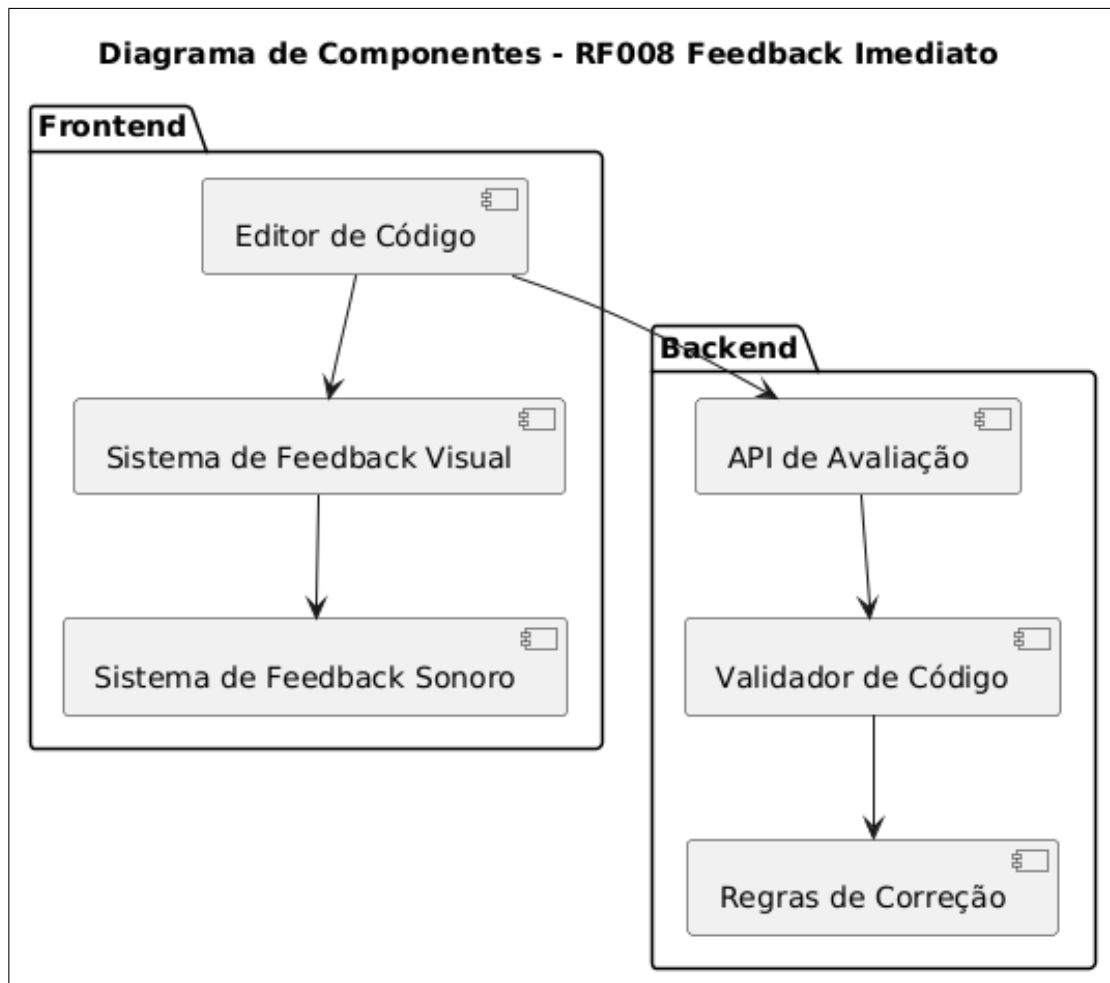 Diagrama de Componentes - RF008 Feedback Imediato
Frontend
Editor de Código
Backend
Sistema de Feedback Visual
API de Avaliação
Sistema de Feedback Sonoro
Validador de Código
Regras de Correção